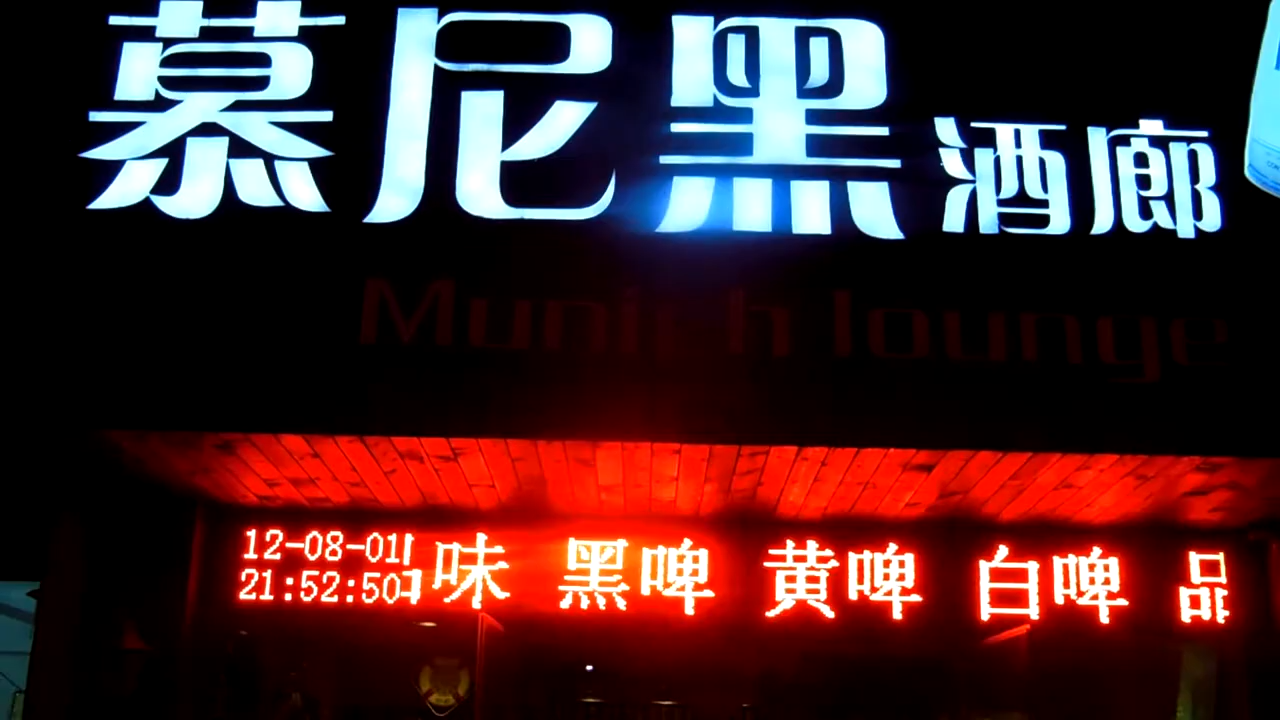 慕尼黑酒廊
Munich lounge
12-08-01
21:52:50
味 黑啤 黄啤 白啤 品